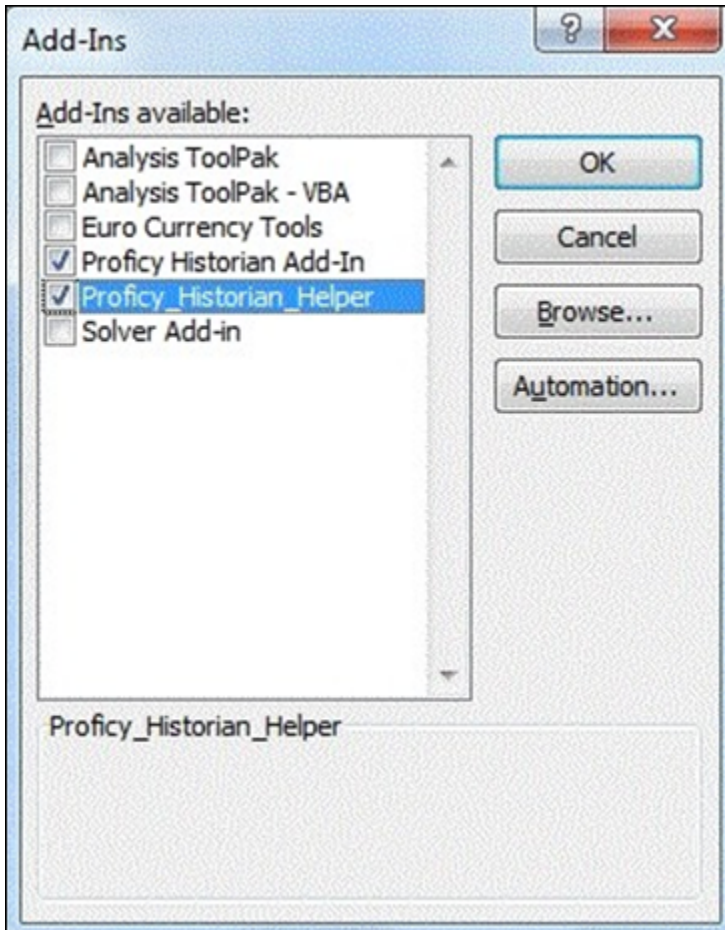 Add-Ins
?
X
Add-Ins available:
Analysis ToolPak
Analysis ToolPak - VBA
Euro Currency Tools
Proficy Historian Add-In
Proficy_Historian_Helper
Solver Add-in
OK
Cancel
Browse...
Automation...
Proficy_Historian_Helper